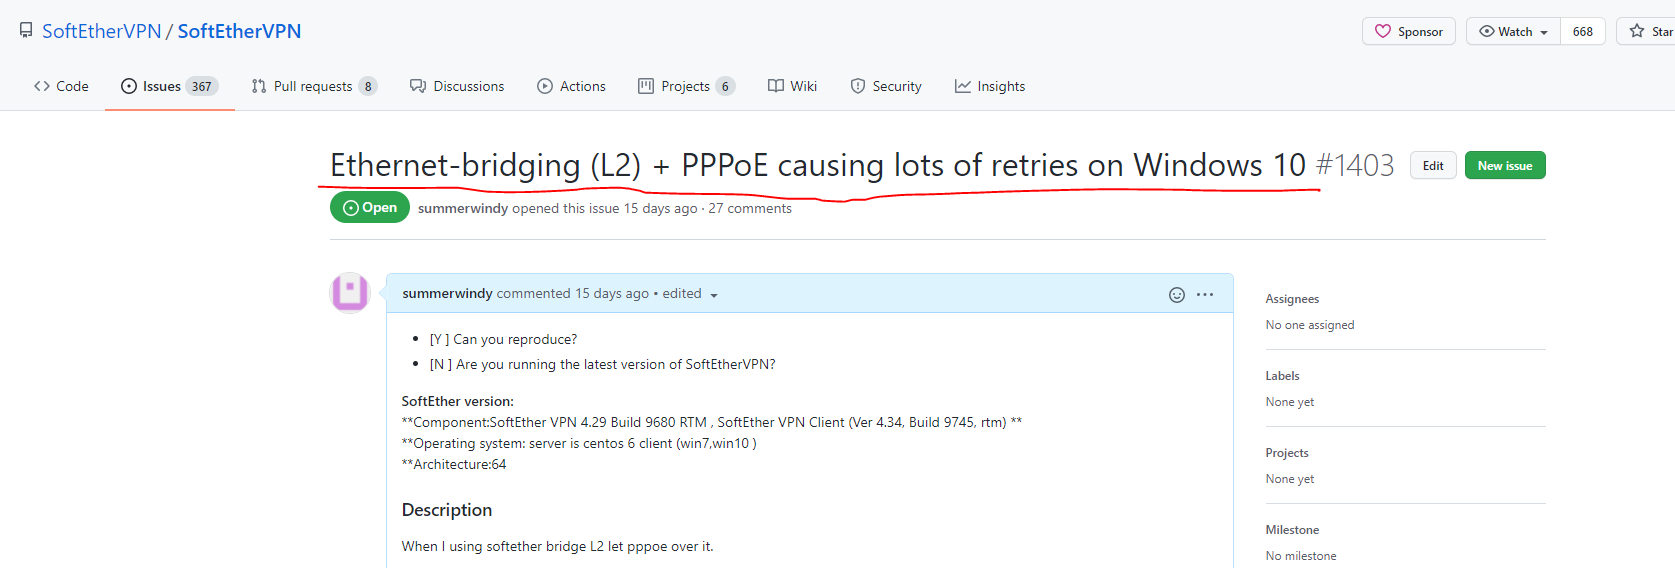 SoftEtherVPN / SoftEtherVPN
Sponsor
Watch 668
Star
Code
Issues 367
Pull requests 8
Discussions
Actions
Projects 6
Wiki
Security
Insights
Ethernet-bridging (L2) + PPPoE causing lots of retries on Windows 10 #1403
Edit
New issue
Open summerwindy opened this issue 15 days ago · 27 comments
summerwindy commented 15 days ago • edited
• [Y ] Can you reproduce?
• [N ] Are you running the latest version of SoftEtherVPN?
SoftEther version:
**Component:SoftEther VPN 4.29 Build 9680 RTM , SoftEther VPN Client (Ver 4.34, Build 9745, rtm) **
**Operating system: server is centos 6 client (win7,win10 )
**Architecture:64
Description
When I using softether bridge L2 let pppoe over it.
Assignees
No one assigned
Labels
None yet
Projects
None yet
Milestone
No milestone